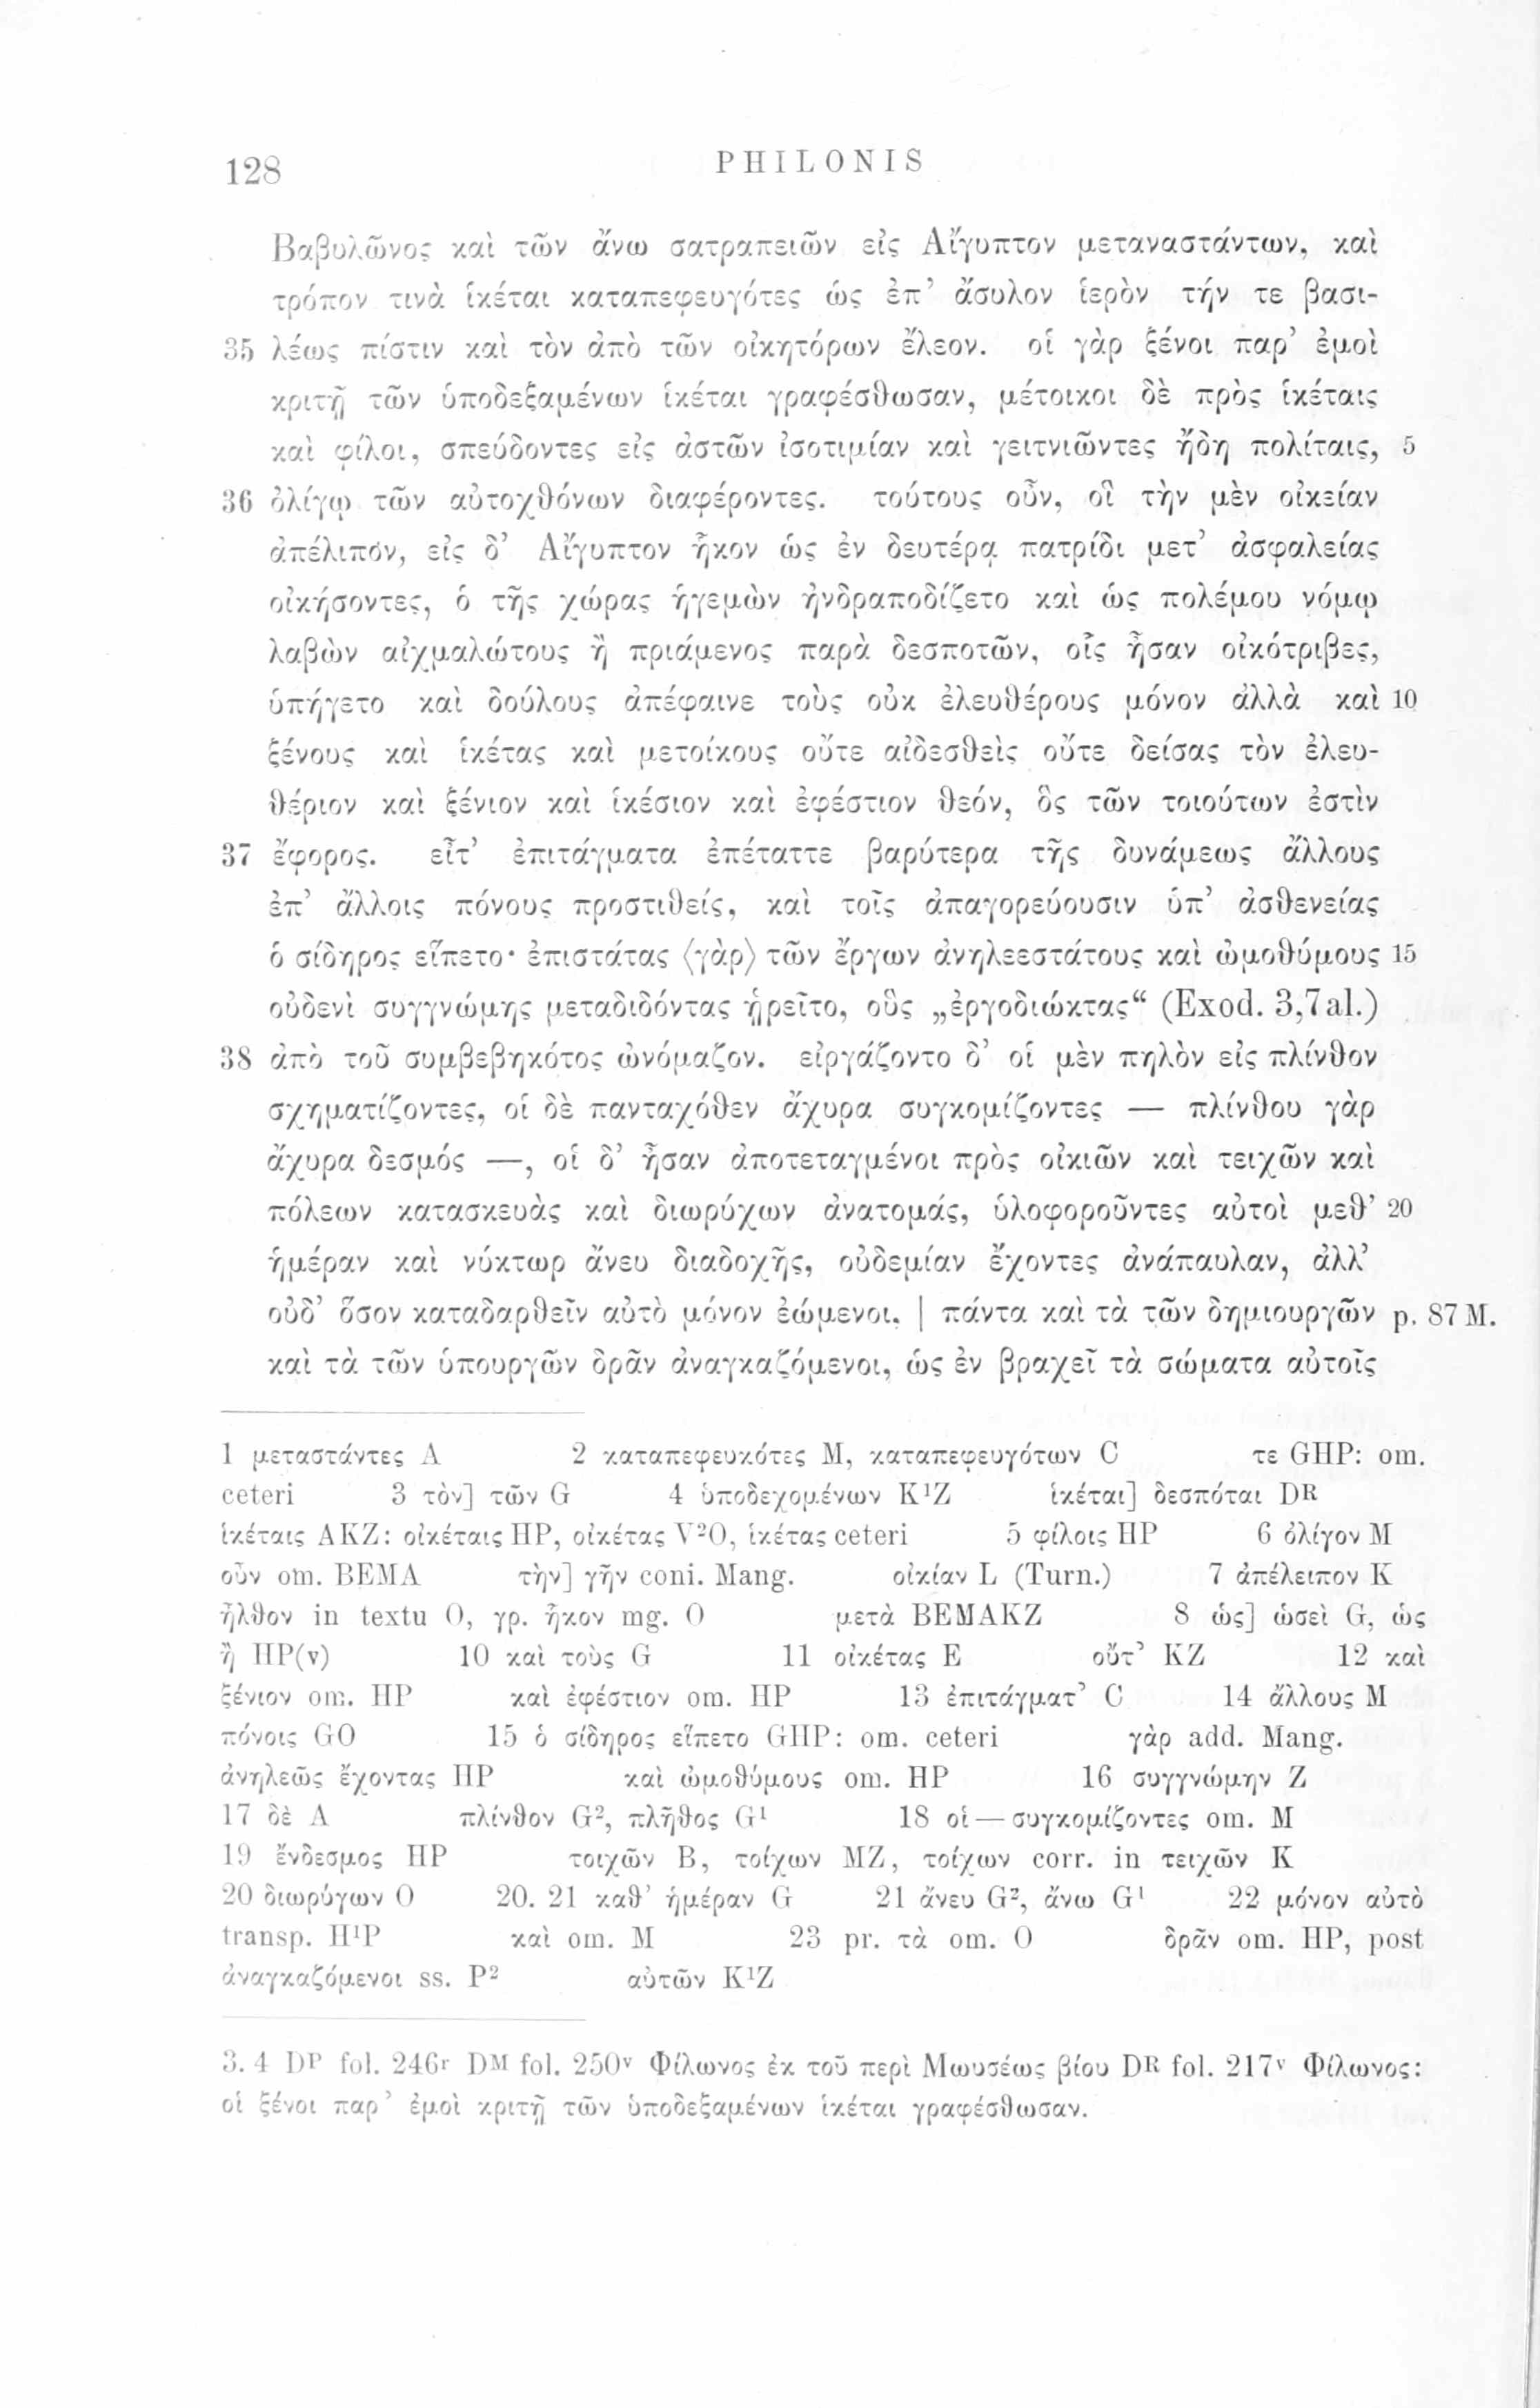 128
PHILONIS
Βαβυλῶνος καὶ τῶν ἄνω σατραπειῶν εἰς Αἴγυπτον μεταναστάντων, καὶ
τρόπον τινὰ ἱκέται καταπεφευγότες ὡς ἐπ’ ἄσυλον ἱερὸν τήν τε βασι-
35 λέως πίστιν καὶ τὸν ἀπὸ τῶν οἰκητόρων ἔλεον. οἱ γὰρ ξένοι παρ’ ἐμοὶ
κριτῇ τῶν ὑποδεξαμένων ἱκέται γραφέσθωσαν, μέτοικοι δὲ πρὸς ἱκέταις
καὶ φίλοι, σπεύδοντες εἰς ἀστῶν ἰσοτιμίαν καὶ γειτνιῶντες ἤδη πολίταις, 5
36 ὀλίγῳ τῶν αὐτοχθόνων διαφέροντες. τούτους οὖν, οἳ τὴν μὲν οἰκείαν
ἀπέλιπον, εἰς δ’ Αἴγυπτον ἧκον ὡς ἐν δευτέρᾳ πατρίδι μετ’ ἀσφαλείας
οἰκήσοντες, ὁ τῆς χώρας ἡγεμὼν ἠνδραποδίζετο καὶ ὡς πολέμου νόμῳ
λαβὼν αἰχμαλώτους ἢ πριάμενος παρὰ δεσποτῶν, οἷς ἦσαν οἰκότριβες,
ὑπήγετο καὶ δούλους ἀπέφαινε τοὺς οὐκ ἐλευθέρους μόνον ἀλλὰ καὶ 10
ξένους καὶ ἱκέτας καὶ μετοίκους οὔτε αἰδεσθεὶς οὔτε δείσας τὸν ἐλευ-
θέριον καὶ ξένιον καὶ ἱκέσιον καὶ ἐφέστιον θεόν, ὃς τῶν τοιούτων ἐστὶν
37 ἔφορος. εἶτ’ ἐπιτάγματα ἐπέταττε βαρύτερα τῆς δυνάμεως ἄλλους
ἐπ’ ἄλλοις πόνους προστιθείς, καὶ τοῖς ἀπαγορεύουσιν ὑπ’ ἀσθενείας
ὁ σίδηρος εἵπετο· ἐπιστάτας ⟨γὰρ⟩ τῶν ἔργων ἀνηλεεστάτους καὶ ὠμοθύμους 15
οὐδενὶ συγγνώμης μεταδιδόντας ᾑρεῖτο, οὓς „ἐργοδιώκτας“ (Exod. 3,7 al.)
38 ἀπὸ τοῦ συμβεβηκότος ὠνόμαζον. εἰργάζοντο δ’ οἱ μὲν πηλὸν εἰς πλίνθον
σχηματίζοντες, οἱ δὲ πανταχόθεν ἄχυρα συγκομίζοντες — πλίνθου γὰρ
ἄχυρα δεσμός —, οἱ δ’ ἦσαν ἀποτεταγμένοι πρὸς οἰκιῶν καὶ τειχῶν καὶ
πόλεων κατασκευὰς καὶ διωρύχων ἀνατομάς, ὑλοφοροῦντες αὐτοὶ μεθ’ 20
ἡμέραν καὶ νύκτωρ ἄνευ διαδοχῆς, οὐδεμίαν ἔχοντες ἀνάπαυλαν, ἀλλ’
οὐδ’ ὅσον καταδαρθεῖν αὐτὸ μόνον ἐώμενοι, | πάντα καὶ τὰ τῶν δημιουργῶν p. 87 M.
καὶ τὰ τῶν ὑπουργῶν δρᾶν ἀναγκαζόμενοι, ὡς ἐν βραχεῖ τὰ σώματα αὐτοῖς
1 μεταστάντες A 2 καταπεφευκότες M, καταπεφευγότων C τε GHP: om.
ceteri 3 τὸν] τῶν G 4 ὑποδεχομένων K¹Z ἱκέται] δεσπόται Dᴿ
ἱκέταις AKZ: οἰκέταις HP, οἰκέτας V²O, ἱκέτας ceteri 5 φίλοις HP 6 ὀλίγον M
οὖν om. BEMA τὴν] γῆν coni. Mang. οἰκίαν L (Turn.) 7 ἀπέλειπον K
ἦλθον in textu O, γρ. ἧκον mg. O μετὰ BEMAKZ 8 ὡς] ὡσεὶ G, ὡς
ἢ HP(v) 10 καὶ τοὺς G 11 οἰκέτας E οὔτ’ KZ 12 καὶ
ξένιον om. HP καὶ ἐφέστιον om. HP 13 ἐπιτάγματ’ C 14 ἄλλους M
πόνοις GO 15 ὁ σίδηρος εἵπετο GHP: om. ceteri γὰρ add. Mang.
ἀνηλεῶς ἔχοντας HP καὶ ὠμοθύμους om. HP 16 συγγνώμην Z
17 δὲ A πλίνθον G², πλῆθος G¹ 18 οἱ — συγκομίζοντες om. M
19 ἔνδεσμος HP τοιχῶν B, τοίχων MZ, τοίχων corr. in τειχῶν K
20 διωρύγων O 20. 21 καθ’ ἡμέραν G 21 ἄνευ G², ἄνω G¹ 22 μόνον αὐτὸ
transp. H¹P καὶ om. M 23 pr. τὰ om. O δρᾶν om. HP, post
ἀναγκαζόμενοι ss. P² αὐτῶν K¹Z
3. 4 Dᴾ fol. 246ʳ Dᴹ fol. 250ᵛ Φίλωνος ἐκ τοῦ περὶ Μωυσέως βίου Dᴿ fol. 217ᵛ Φίλωνος:
οἱ ξένοι παρ’ ἐμοὶ κριτῇ τῶν ὑποδεξαμένων ἱκέται γραφέσθωσαν.